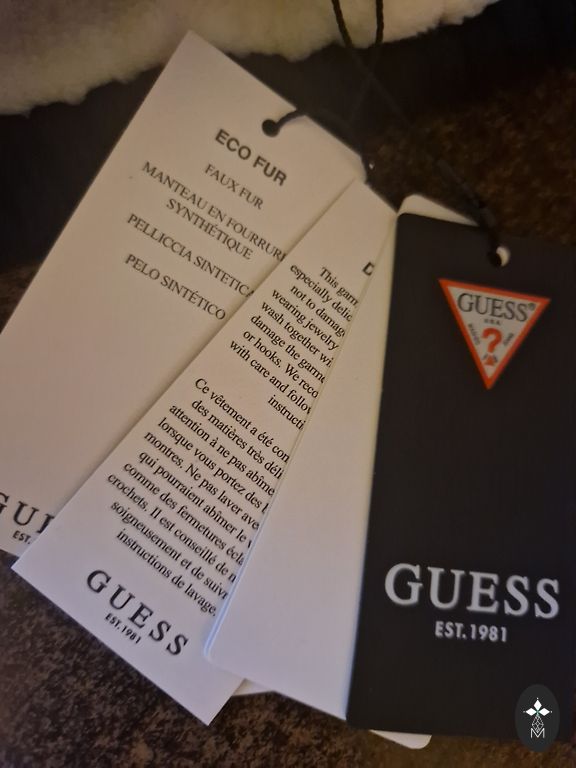 ECO FUR
FAUX FUR
MANTEAU EN FOURRURE
SYNTHÉTIQUE
PELLICCIA SINTETICA
PELO SINTÉTICO
GU
EST.
This garm
especially delic
not to damag
wearing jewelry
wash together wi
damage the garme
or hooks. We reco
with care and follow
instructi
Ce vêtement a été con
des matières très déli
attention à ne pas abîme
lorsque vous portez des
montres. Ne pas laver ave
qui pourraient abîmer le
comme des fermetures écla
crochets. Il est conseillé de n
soigneusement et de suivr
instructions de lavage.
GUESS
EST.1981
GUESS®
U.S.A.
?
GUESS
EST.1981
M